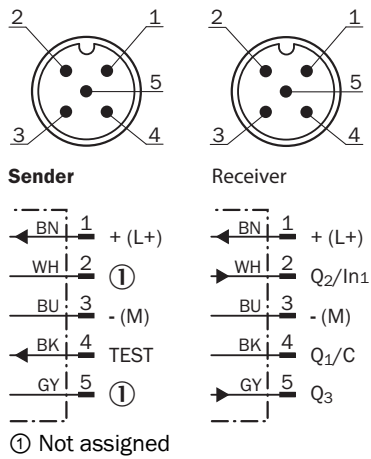 2 1 2 1
5 5
3 4 3 4
Sender Receiver
BN 1 + (L+) BN 1 + (L+)
WH 2 ① WH 2 Q2/In1
BU 3 - (M) BU 3 - (M)
BK 4 TEST BK 4 Q1/C
GY 5 ① GY 5 Q3
① Not assigned